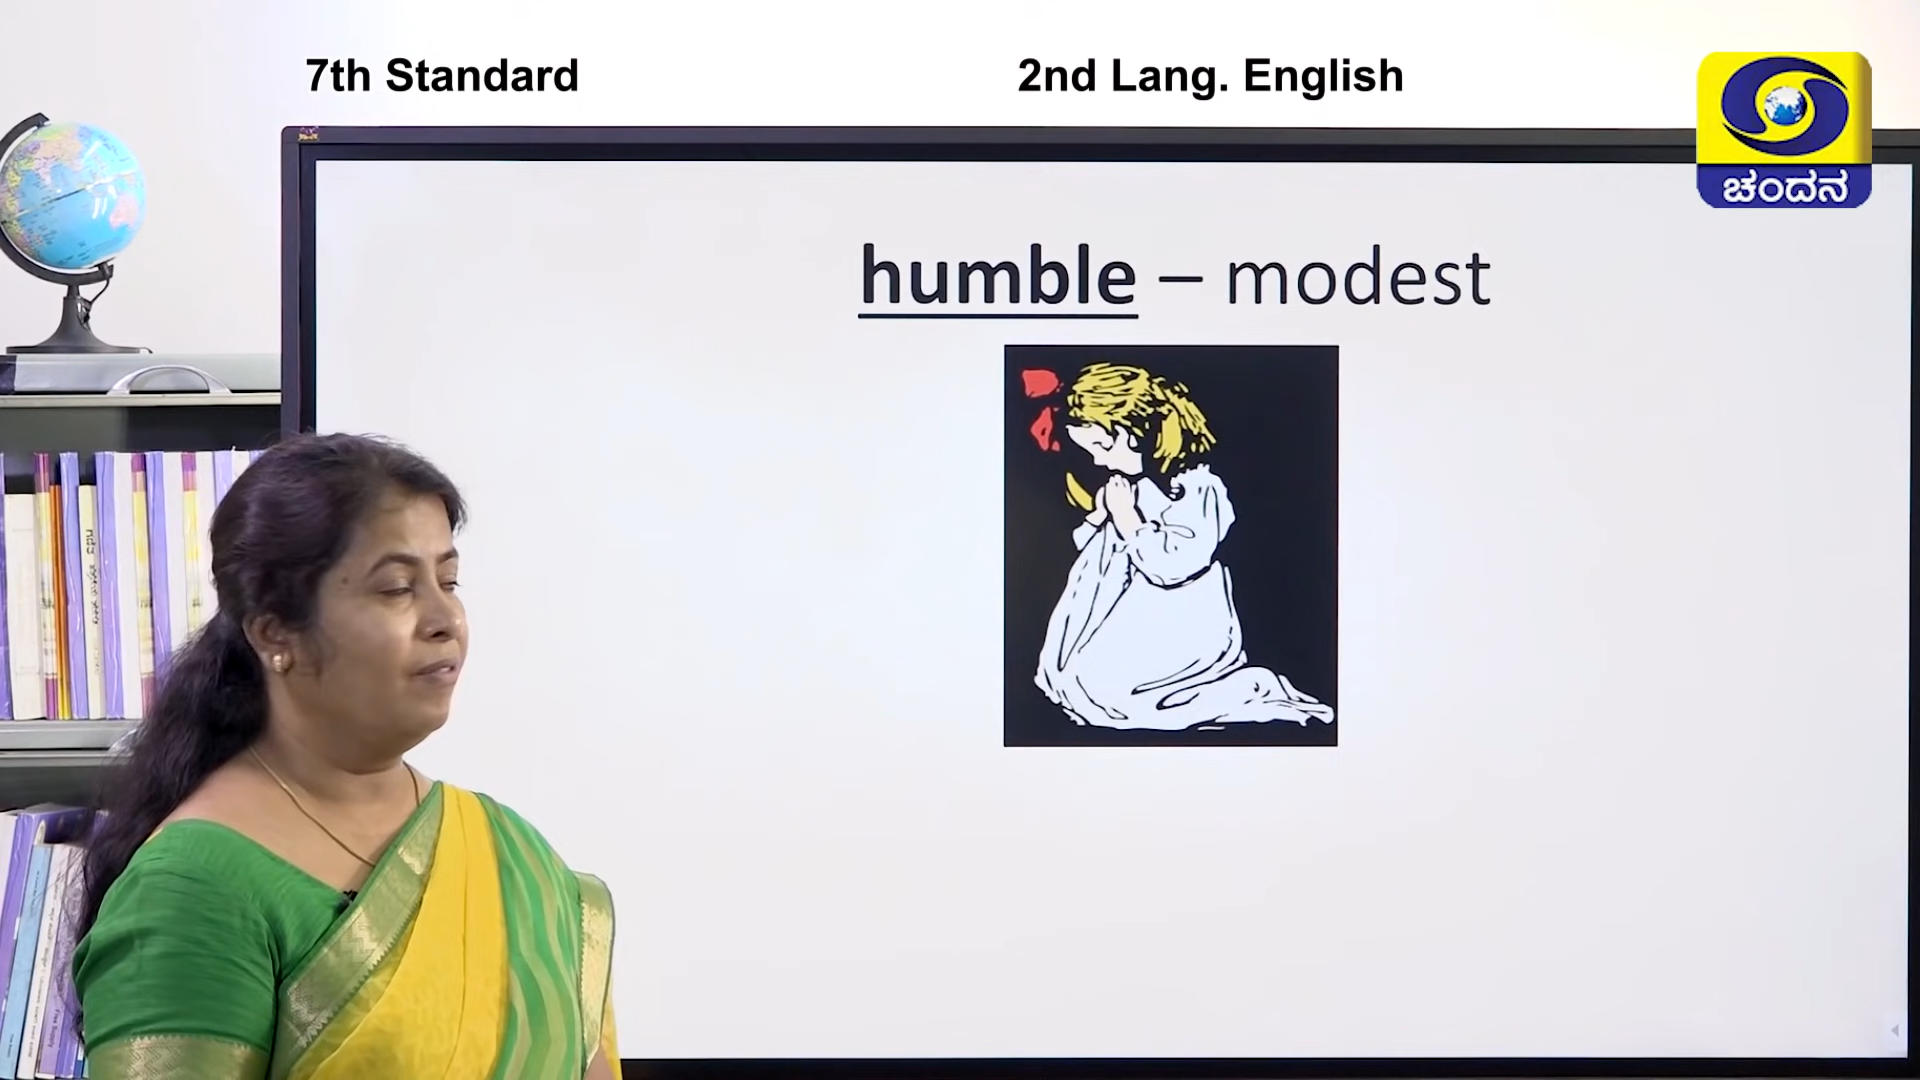 7th Standard
2nd Lang. English
ಚಂದನ
humble – modest